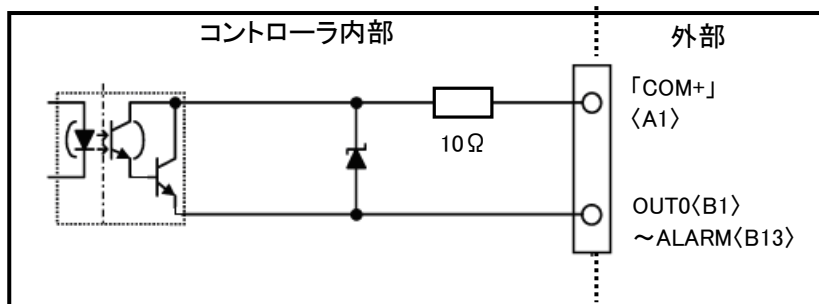 コントローラ内部
外部
「COM+」
〈A1〉
10Ω
OUT0〈B1〉
～ALARM〈B13〉